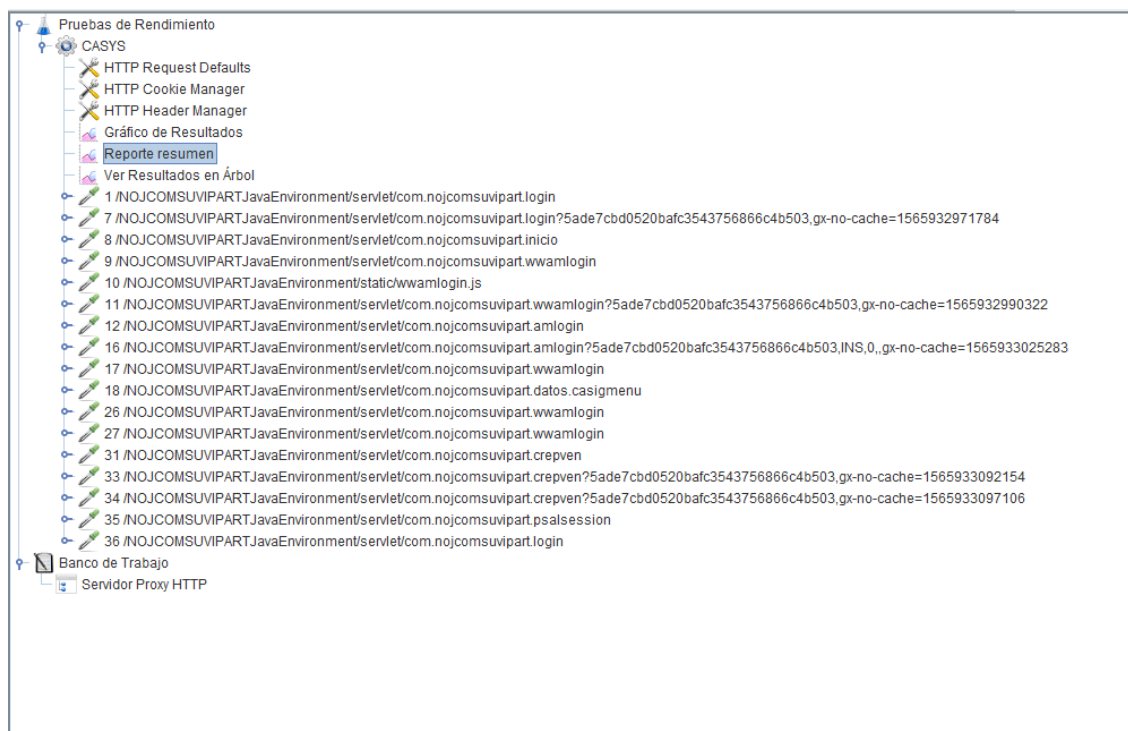 Pruebas de Rendimiento
CASYS
HTTP Request Defaults
HTTP Cookie Manager
HTTP Header Manager
Gráfico de Resultados
Reporte resumen
Ver Resultados en Árbol
1 /NOJCOMSUVIPARTJavaEnvironment/servlet/com.nojcomsuvipart.login
7 /NOJCOMSUVIPARTJavaEnvironment/servlet/com.nojcomsuvipart.login?5ade7cbd0520bafc3543756866c4b503,gx-no-cache=1565932971784
8 /NOJCOMSUVIPARTJavaEnvironment/servlet/com.nojcomsuvipart.inicio
9 /NOJCOMSUVIPARTJavaEnvironment/servlet/com.nojcomsuvipart.wwamlogin
10 /NOJCOMSUVIPARTJavaEnvironment/static/wwamlogin.js
11 /NOJCOMSUVIPARTJavaEnvironment/servlet/com.nojcomsuvipart.wwamlogin?5ade7cbd0520bafc3543756866c4b503,gx-no-cache=1565932990322
12 /NOJCOMSUVIPARTJavaEnvironment/servlet/com.nojcomsuvipart.amlogin
16 /NOJCOMSUVIPARTJavaEnvironment/servlet/com.nojcomsuvipart.amlogin?5ade7cbd0520bafc3543756866c4b503,INS,0,,gx-no-cache=1565933025283
17 /NOJCOMSUVIPARTJavaEnvironment/servlet/com.nojcomsuvipart.wwamlogin
18 /NOJCOMSUVIPARTJavaEnvironment/servlet/com.nojcomsuvipart.datos.casigmenu
26 /NOJCOMSUVIPARTJavaEnvironment/servlet/com.nojcomsuvipart.wwamlogin
27 /NOJCOMSUVIPARTJavaEnvironment/servlet/com.nojcomsuvipart.wwamlogin
31 /NOJCOMSUVIPARTJavaEnvironment/servlet/com.nojcomsuvipart.crepven
33 /NOJCOMSUVIPARTJavaEnvironment/servlet/com.nojcomsuvipart.crepven?5ade7cbd0520bafc3543756866c4b503,gx-no-cache=1565933092154
34 /NOJCOMSUVIPARTJavaEnvironment/servlet/com.nojcomsuvipart.crepven?5ade7cbd0520bafc3543756866c4b503,gx-no-cache=1565933097106
35 /NOJCOMSUVIPARTJavaEnvironment/servlet/com.nojcomsuvipart.psalsession
36 /NOJCOMSUVIPARTJavaEnvironment/servlet/com.nojcomsuvipart.login
Banco de Trabajo
Servidor Proxy HTTP